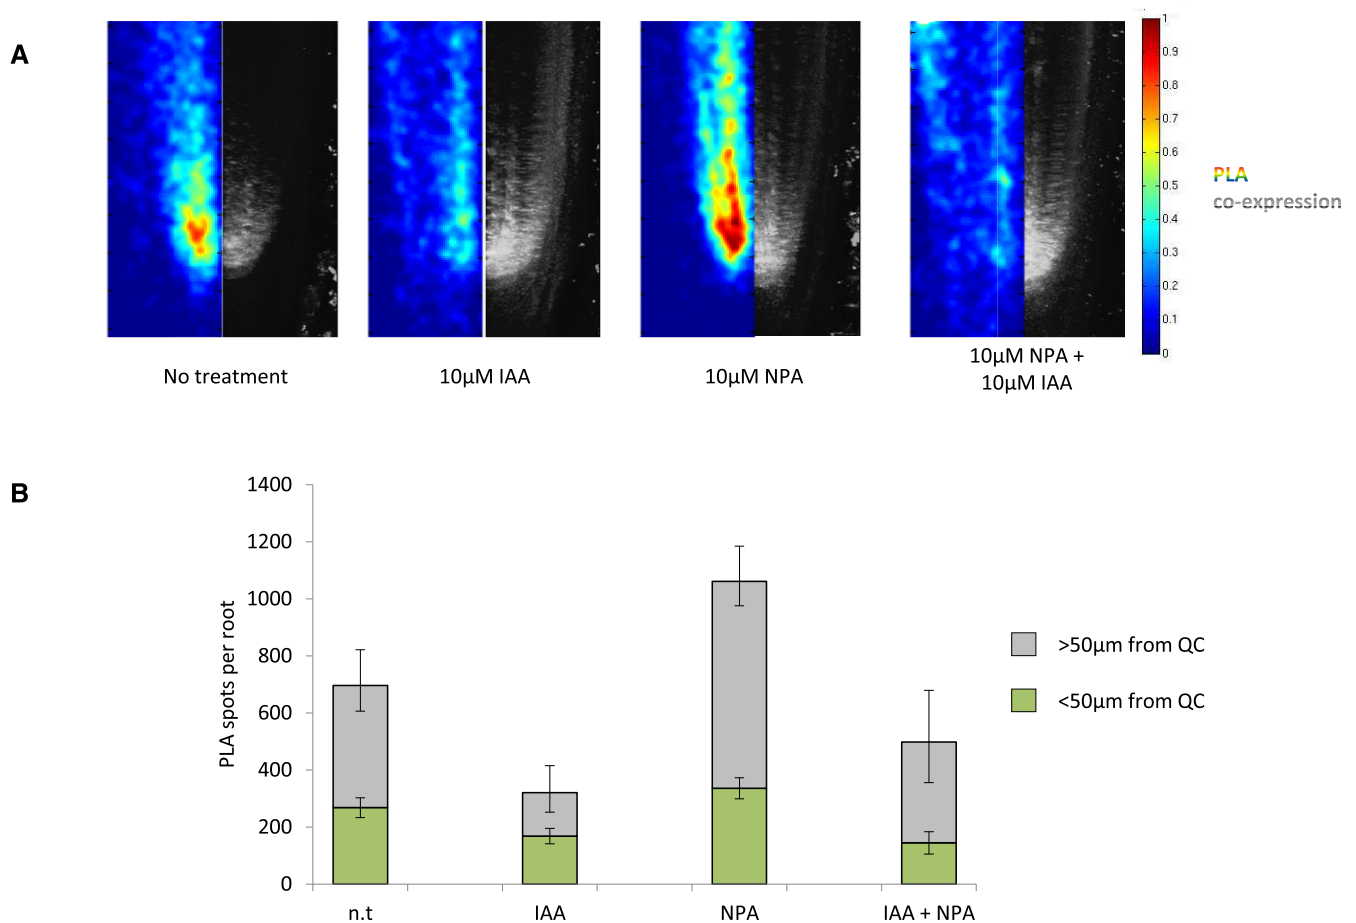 A
1
0.9
0.8
0.7
0.6
0.5
0.4
0.3
0.2
0.1
0
PLA
co-expression
No treatment
10µM IAA
10µM NPA
10µM NPA +
10µM IAA
B
PLA spots per root
1400
1200
1000
800
600
400
200
0
n.t
IAA
NPA
IAA + NPA
>50µm from QC
<50µm from QC